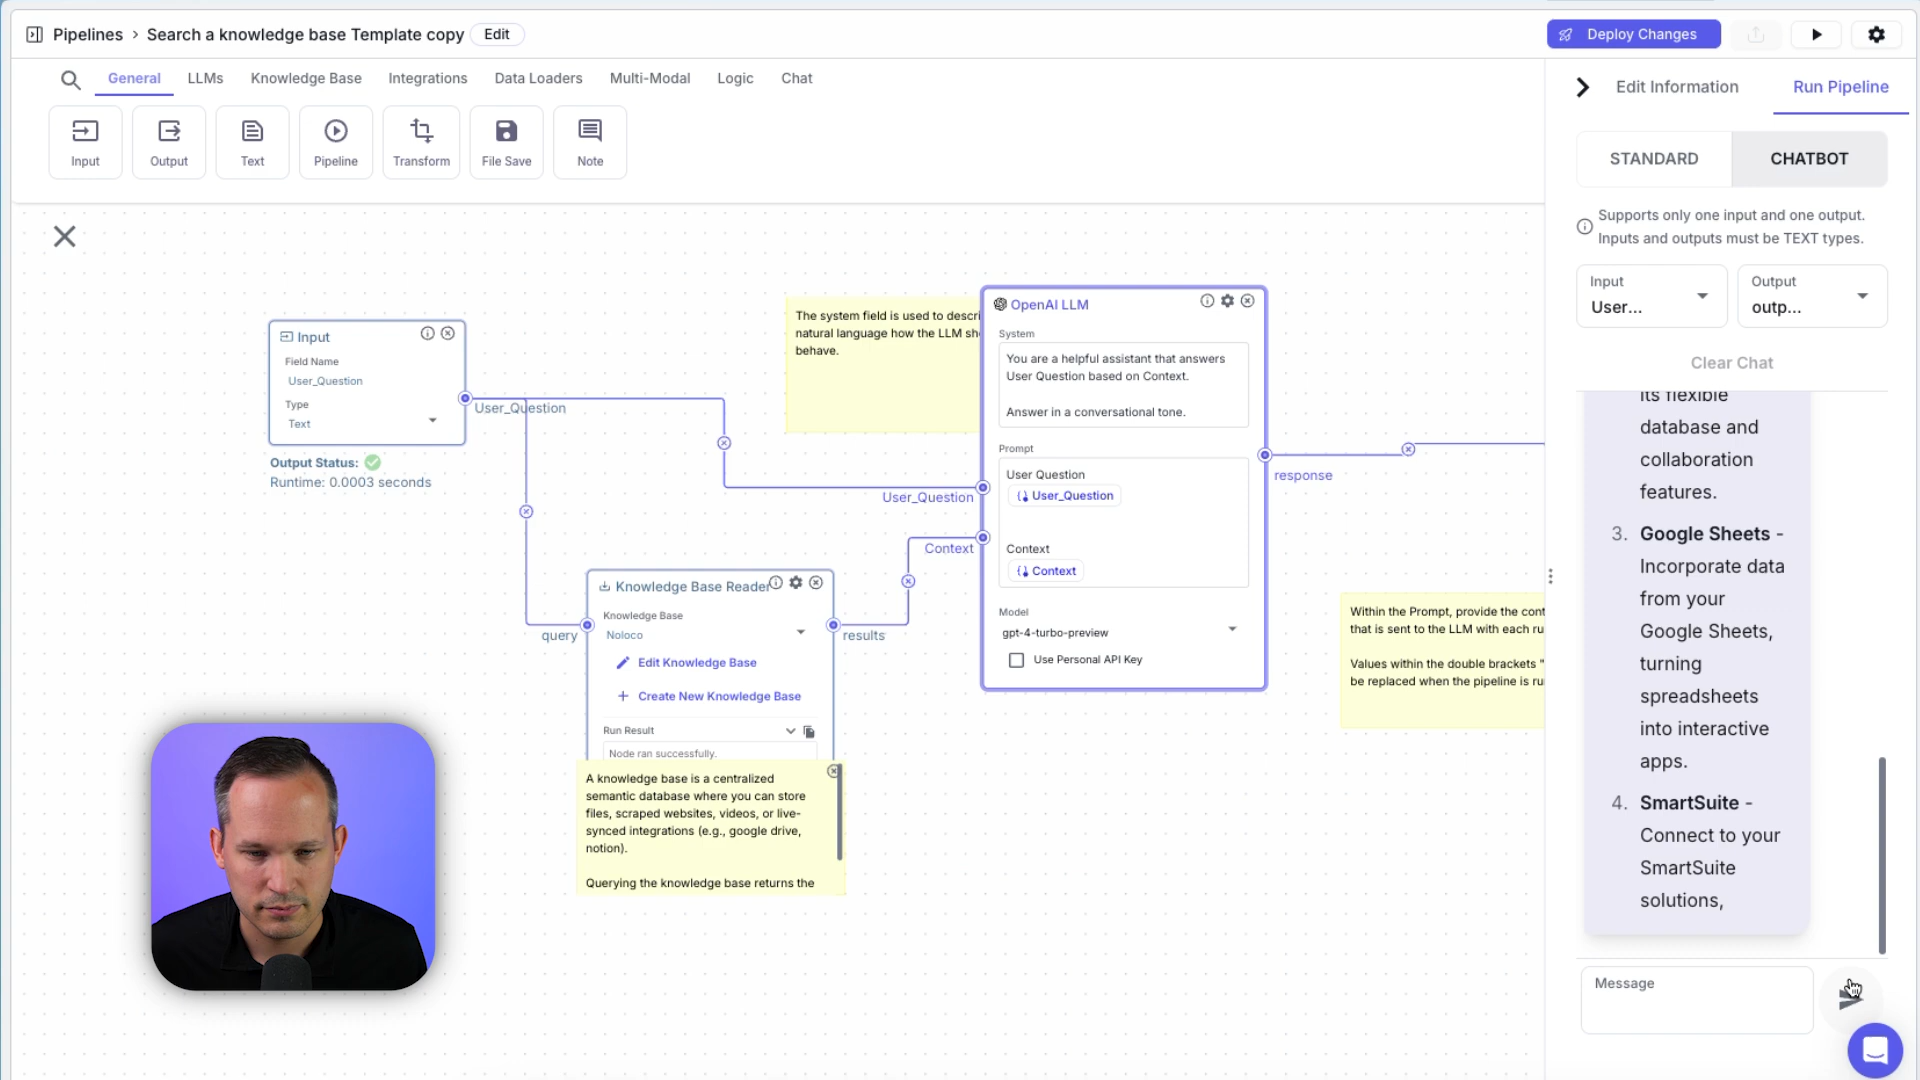 Pipelines › Search a knowledge base Template copy Edit
Deploy Changes
General LLMs Knowledge Base Integrations Data Loaders Multi-Modal Logic Chat
Input Output Text Pipeline Transform File Save Note
Input
Field Name
User_Question
Type
Text
Output Status:
Runtime: 0.0003 seconds
User_Question
query
Knowledge Base Reader
Knowledge Base
Noloco
Edit Knowledge Base
Create New Knowledge Base
Run Result
Node ran successfully.
results
A knowledge base is a centralized
semantic database where you can store
files, scraped websites, videos, or live-
synced integrations (e.g., google drive,
notion).
Querying the knowledge base returns the
The system field is used to descri
natural language how the LLM sh
behave.
User_Question
Context
OpenAI LLM
System
You are a helpful assistant that answers
User Question based on Context.
Answer in a conversational tone.
Prompt
User Question
User_Question
Context
Context
Model
gpt-4-turbo-preview
Use Personal API Key
response
Within the Prompt, provide the cont
that is sent to the LLM with each ru
Values within the double brackets "
be replaced when the pipeline is ru
Edit Information Run Pipeline
STANDARD CHATBOT
Supports only one input and one output.
Inputs and outputs must be TEXT types.
Input
User...
Output
outp...
Clear Chat
its flexible
database and
collaboration
features.
3. Google Sheets -
Incorporate data
from your
Google Sheets,
turning
spreadsheets
into interactive
apps.
4. SmartSuite -
Connect to your
SmartSuite
solutions,
Message